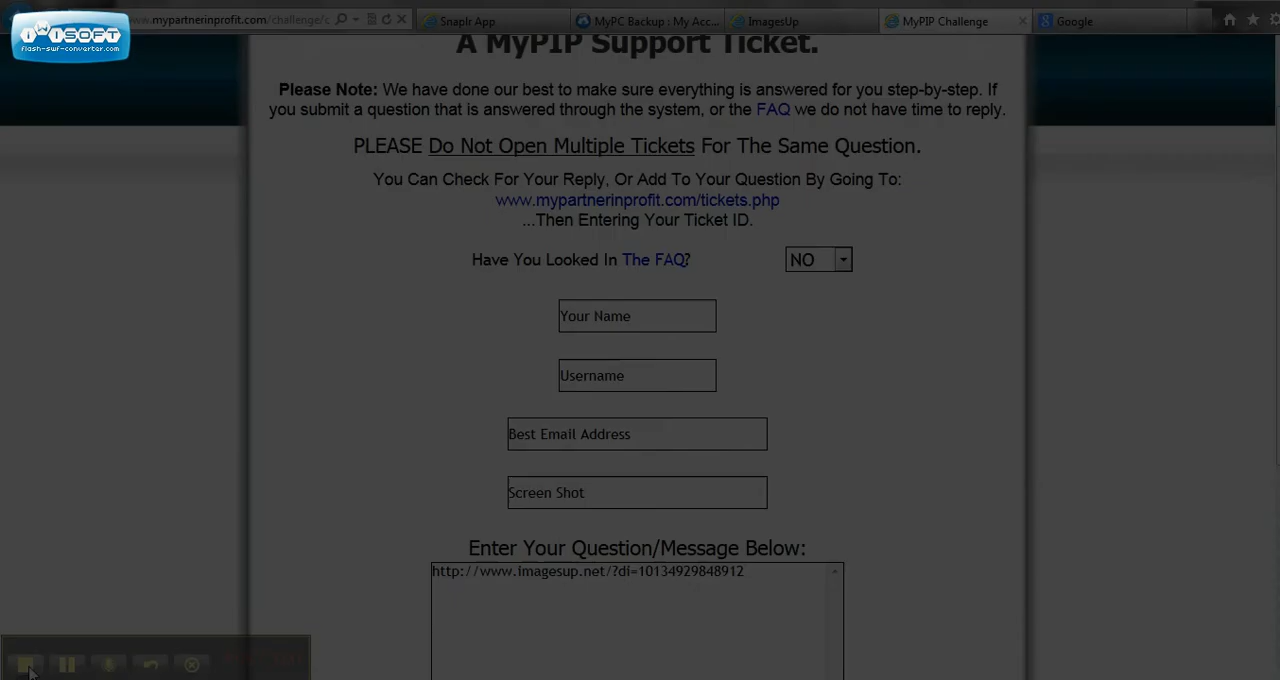 www.mypartnerinprofit.com/challenge/c
SnapIr App
MyPC Backup : My Acc...
ImagesUp
MyPIP Challenge
Google
iWiSOFT
flash-swf-converter.com
A MyPIP Support Ticket.
Please Note: We have done our best to make sure everything is answered for you step-by-step. If
you submit a question that is answered through the system, or the FAQ we do not have time to reply.
PLEASE Do Not Open Multiple Tickets For The Same Question.
You Can Check For Your Reply, Or Add To Your Question By Going To:
www.mypartnerinprofit.com/tickets.php
...Then Entering Your Ticket ID.
Have You Looked In The FAQ?
NO
Your Name
Username
Best Email Address
Screen Shot
Enter Your Question/Message Below:
http://www.imagesup.net/?di=10134929848912